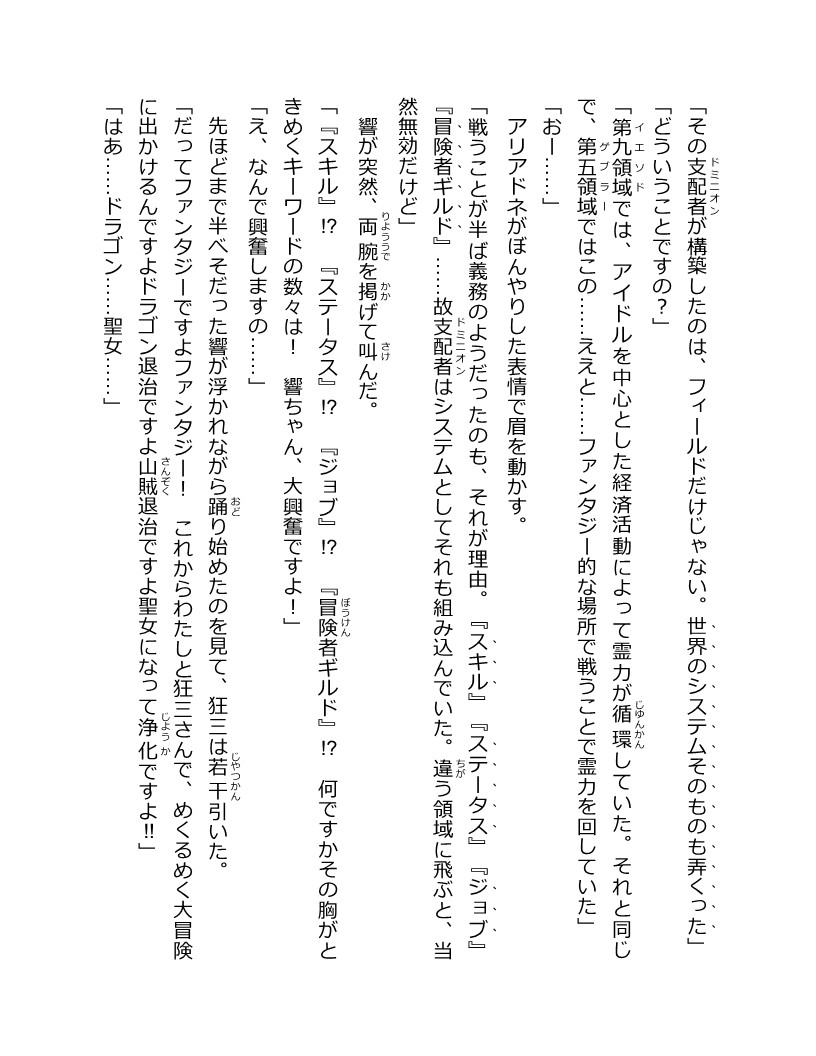 「その支配者が構築したのは、フィールドだけじゃない。世界のシステムそのものも弄くった」
「どういうことですの？」
「第九領域では、アイドルを中心とした経済活動によって霊力が循環していた。それと同じ
で、第五領域ではこの……ええと……ファンタジー的な場所で戦うことで霊力を回していた」
「おー……」
　アリアドネがぼんやりした表情で眉を動かす。
「戦うことが半ば義務のようだったのも、それが理由。『スキル』『ステータス』『ジョブ』
『冒険者ギルド』……故支配者はシステムとしてそれも組み込んでいた。違う領域に飛ぶと、当
然無効だけど」
　響が突然、両腕を掲げて叫んだ。
「『スキル』!?　『ステータス』!?　『ジョブ』!?　『冒険者ギルド』!?　何ですかその胸がと
きめくキーワードの数々は！　響ちゃん、大興奮ですよ！」
「え、なんで興奮しますの……」
　先ほどまで半べそだった響が浮かれながら踊り始めたのを見て、狂三は若干引いた。
「だってファンタジーですよファンタジー！　これからわたしと狂三さんで、めくるめく大冒険
に出かけるんですよドラゴン退治ですよ山賊退治ですよ聖女になって浄化ですよ!!」
「はあ……ドラゴン……聖女……」